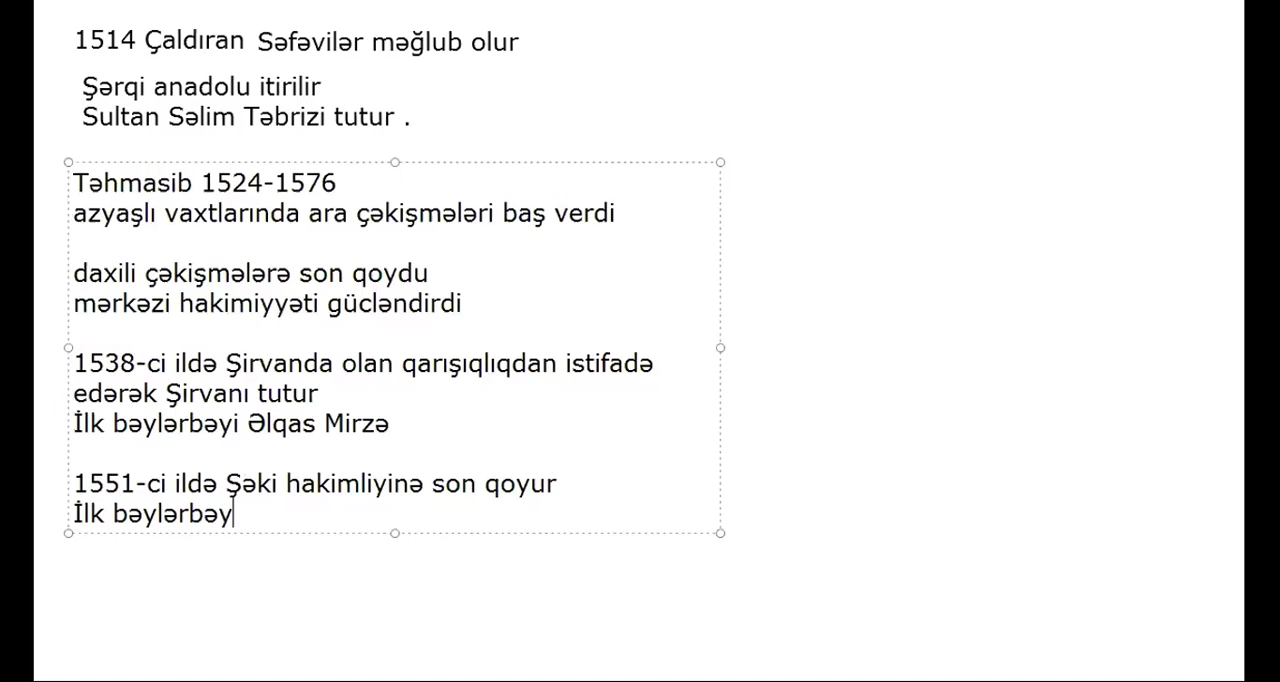 1514 Çaldıran Səfəvilər məğlub olur
Şərqi anadolu itirilir
Sultan Səlim Təbrizi tutur .
Təhmasib 1524-1576
azyaşlı vaxtlarında ara çəkişmələri baş verdi
daxili çəkişmələrə son qoydu
mərkəzi hakimiyyəti gücləndirdi
1538-ci ildə Şirvanda olan qarışıqlıqdan istifadə
edərək Şirvanı tutur
İlk bəylərbəyi Əlqas Mirzə
1551-ci ildə Şəki hakimliyinə son qoyur
İlk bəylərbəy